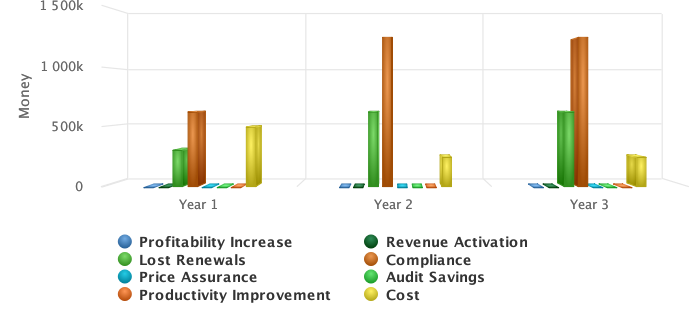 1 500k
1 000k
500k
0
Money
Year 1
Year 2
Year 3
Profitability Increase
Revenue Activation
Lost Renewals
Compliance
Price Assurance
Audit Savings
Productivity Improvement
Cost